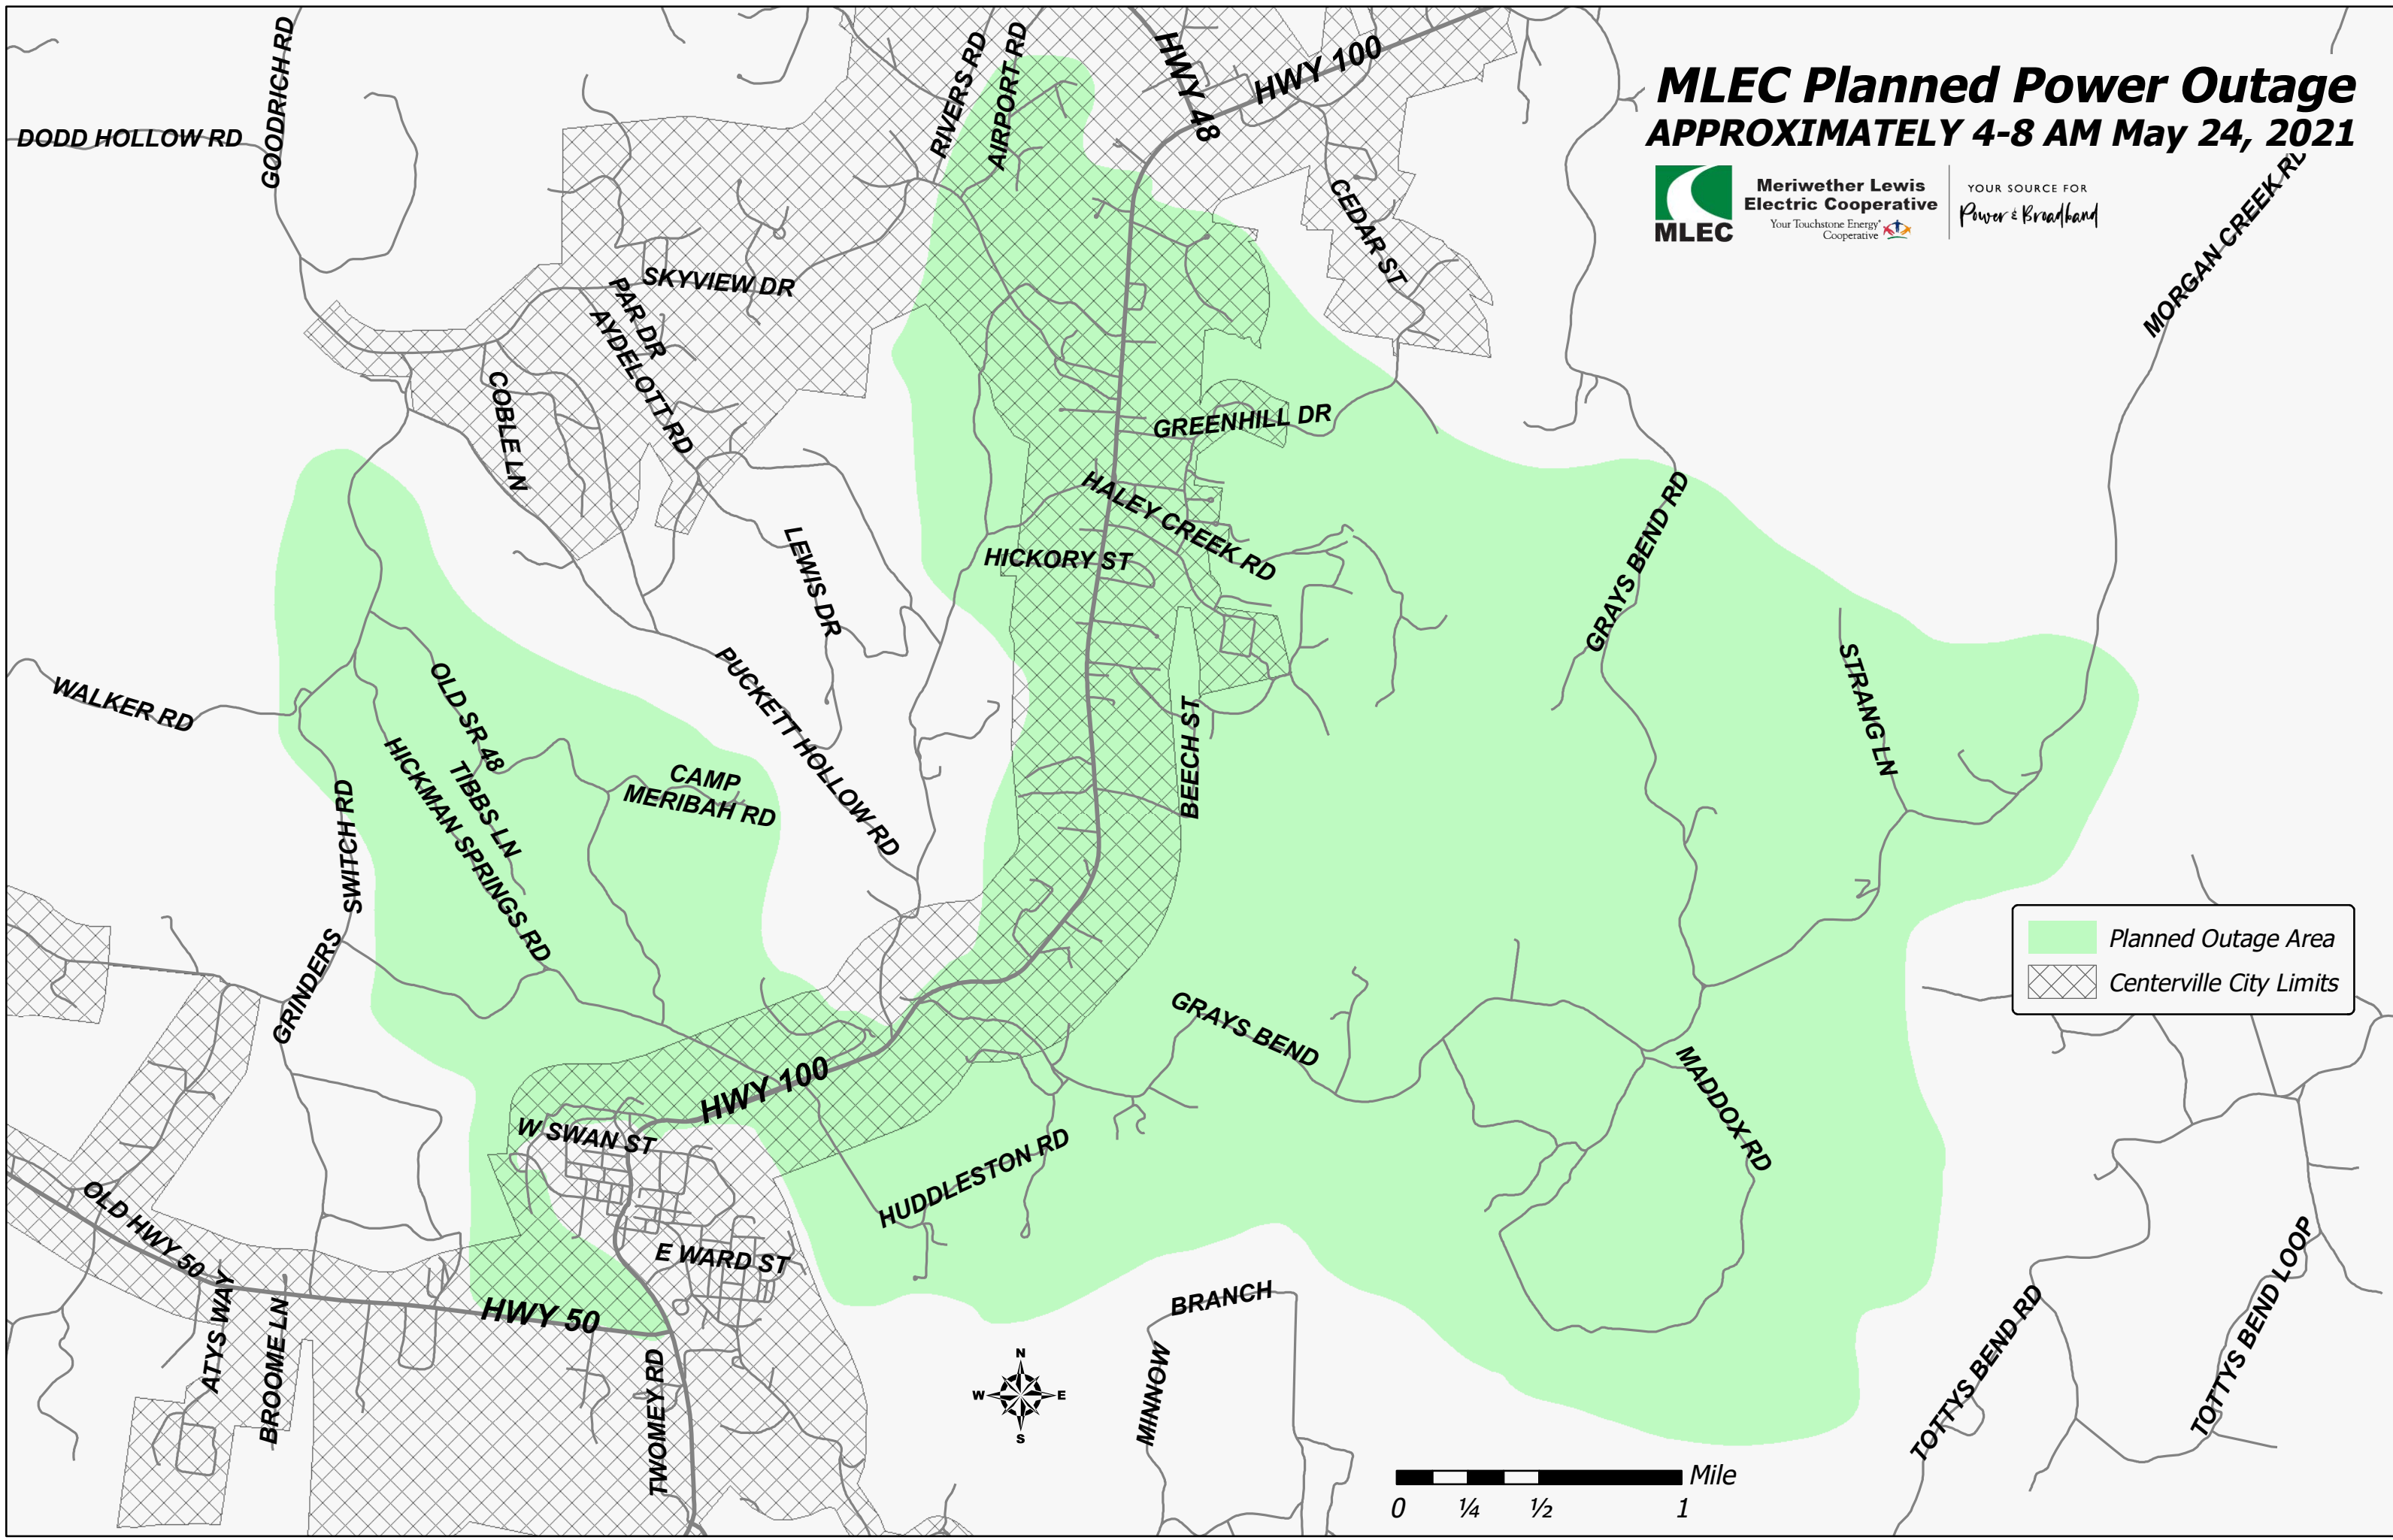 MLEC Planned Power Outage
APPROXIMATELY 4-8 AM May 24, 2021
MLEC
Meriwether Lewis
Electric Cooperative
Your Touchstone Energy®
Cooperative
YOUR SOURCE FOR
Power & Broadband
GOODRICH RD
DODD HOLLOW RD
RIVERS RD
AIRPORT RD
HWY 48
HWY 100
CEDAR ST
MORGAN CREEK RD
SKYVIEW DR
PAR DR
AYDELOTT RD
COBLE LN
GREENHILL DR
HALEY CREEK RD
HICKORY ST
LEWIS DR
GRAYS BEND RD
STRANG LN
WALKER RD
OLD SR 48
PUCKETT HOLLOW RD
BEECH ST
HICKMAN SPRINGS RD
TIBBS LN
CAMP
MERIBAH RD
SWITCH RD
GRINDERS
Planned Outage Area
Centerville City Limits
GRAYS BEND
MADDOX RD
HWY 100
W SWAN ST
HUDDLESTON RD
OLD HWY 50
E WARD ST
HWY 50
ATYS WAY
BROOME LN
TWOMEY RD
BRANCH
MINNOW
TOTTYS BEND RD
TOTTYS BEND LOOP
N
W E
S
Mile
0 ¼ ½ 1